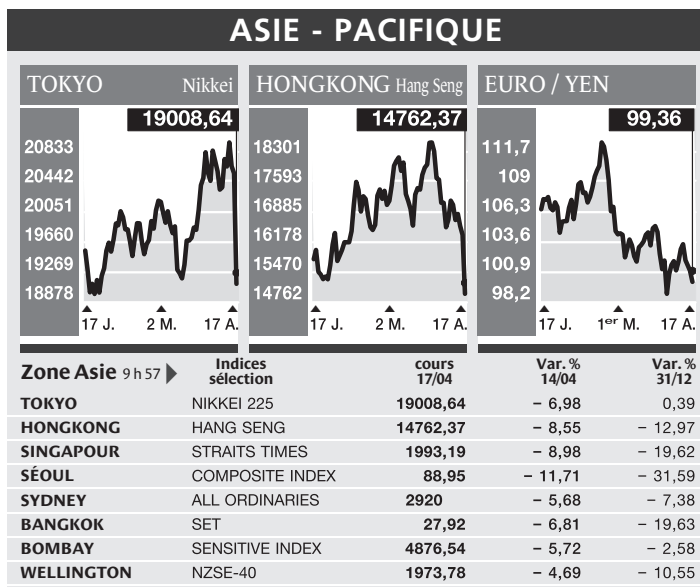 ASIE - PACIFIQUE
TOKYO Nikkei
19008,64
20833
20442
20051
19660
19269
18878
17 J. 2 M. 17 A.
HONGKONG Hang Seng
14762,37
18301
17593
16885
16178
15470
14762
17 J. 2 M. 17 A.
EURO / YEN
99,36
111,7
109
106,3
103,6
100,9
98,2
17 J. 1er M. 17 A.
Zone Asie 9 h 57 Indices sélection cours 17/04 Var. % 14/04 Var. % 31/12
TOKYO NIKKEI 225 19008,64 – 6,98 0,39
HONGKONG HANG SENG 14762,37 – 8,55 – 12,97
SINGAPOUR STRAITS TIMES 1993,19 – 8,98 – 19,62
SÉOUL COMPOSITE INDEX 88,95 – 11,71 – 31,59
SYDNEY ALL ORDINARIES 2920 – 5,68 – 7,38
BANGKOK SET 27,92 – 6,81 – 19,63
BOMBAY SENSITIVE INDEX 4876,54 – 5,72 – 2,58
WELLINGTON NZSE-40 1973,78 – 4,69 – 10,55